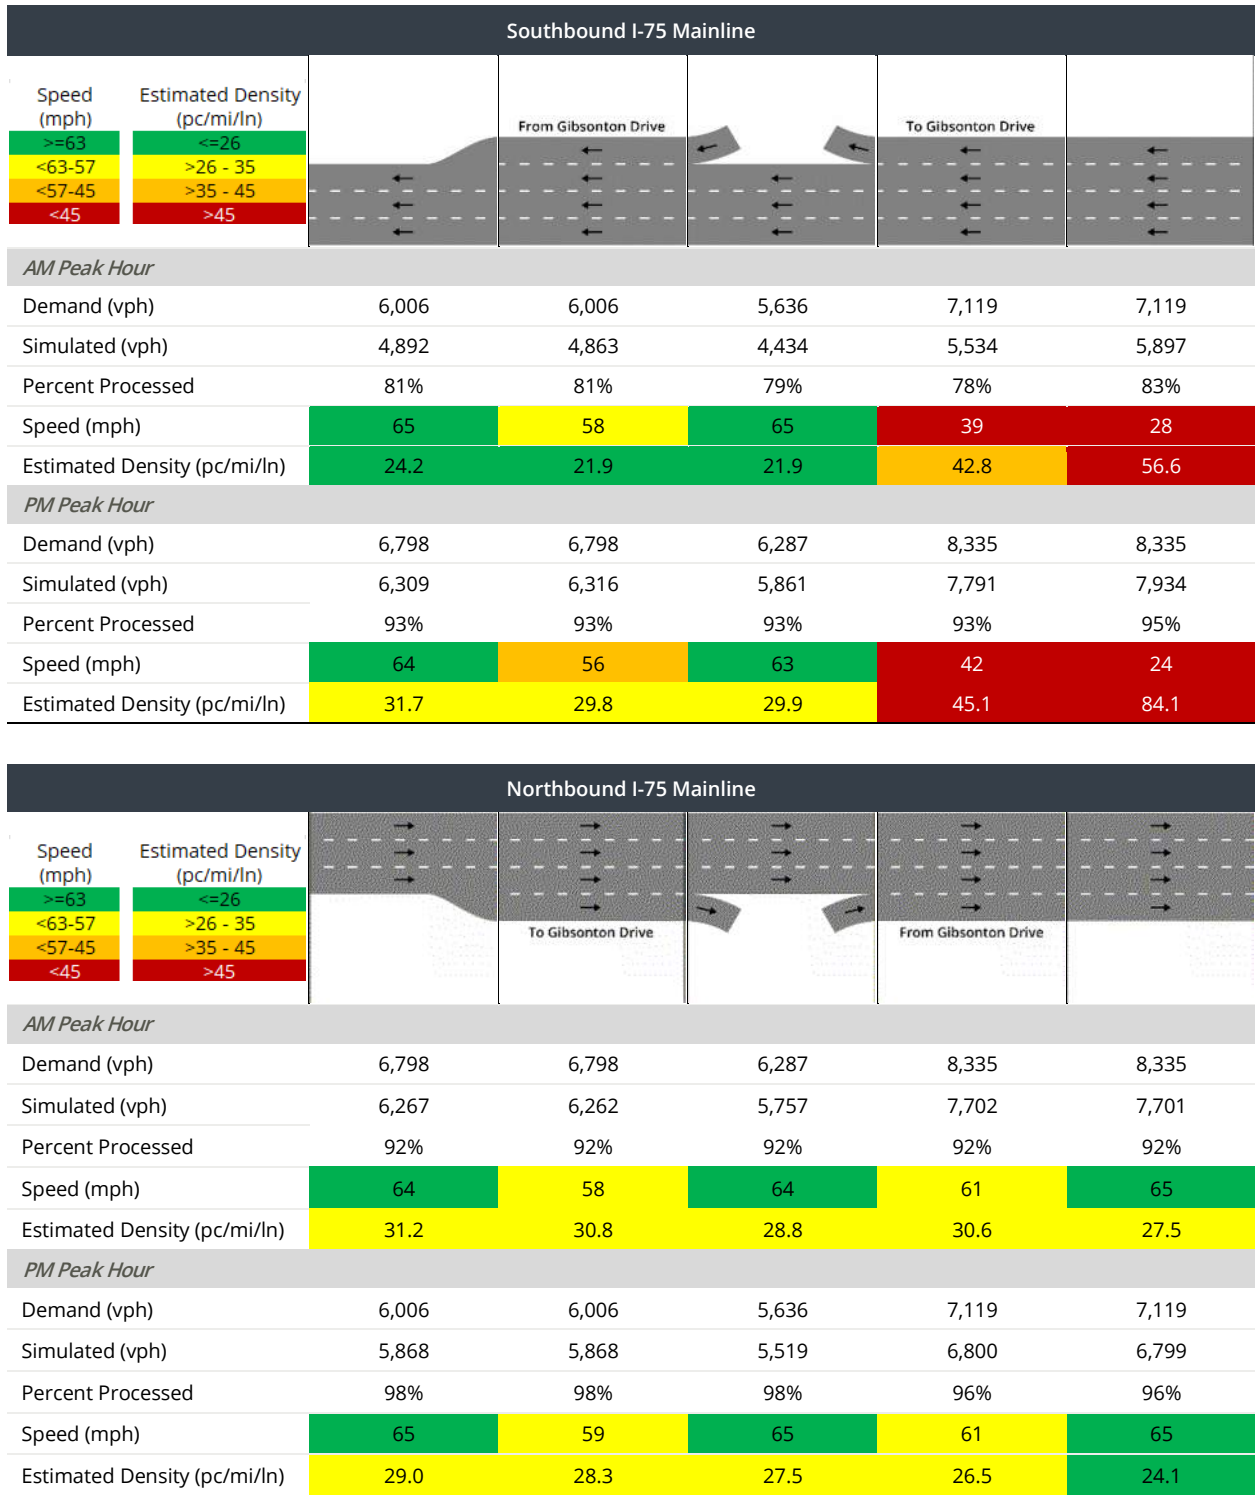 Southbound I-75 Mainline
Speed (mph) Estimated Density (pc/mi/ln)
>=63 <=26
<63-57 >26 - 35
<57-45 >35 - 45
<45 >45
From Gibsonton Drive To Gibsonton Drive
AM Peak Hour
Demand (vph) 6,006 6,006 5,636 7,119 7,119
Simulated (vph) 4,892 4,863 4,434 5,534 5,897
Percent Processed 81% 81% 79% 78% 83%
Speed (mph) 65 58 65 39 28
Estimated Density (pc/mi/ln) 24.2 21.9 21.9 42.8 56.6
PM Peak Hour
Demand (vph) 6,798 6,798 6,287 8,335 8,335
Simulated (vph) 6,309 6,316 5,861 7,791 7,934
Percent Processed 93% 93% 93% 93% 95%
Speed (mph) 64 56 63 42 24
Estimated Density (pc/mi/ln) 31.7 29.8 29.9 45.1 84.1
Northbound I-75 Mainline
Speed (mph) Estimated Density (pc/mi/ln)
>=63 <=26
<63-57 >26 - 35
<57-45 >35 - 45
<45 >45
To Gibsonton Drive From Gibsonton Drive
AM Peak Hour
Demand (vph) 6,798 6,798 6,287 8,335 8,335
Simulated (vph) 6,267 6,262 5,757 7,702 7,701
Percent Processed 92% 92% 92% 92% 92%
Speed (mph) 64 58 64 61 65
Estimated Density (pc/mi/ln) 31.2 30.8 28.8 30.6 27.5
PM Peak Hour
Demand (vph) 6,006 6,006 5,636 7,119 7,119
Simulated (vph) 5,868 5,868 5,519 6,800 6,799
Percent Processed 98% 98% 98% 96% 96%
Speed (mph) 65 59 65 61 65
Estimated Density (pc/mi/ln) 29.0 28.3 27.5 26.5 24.1